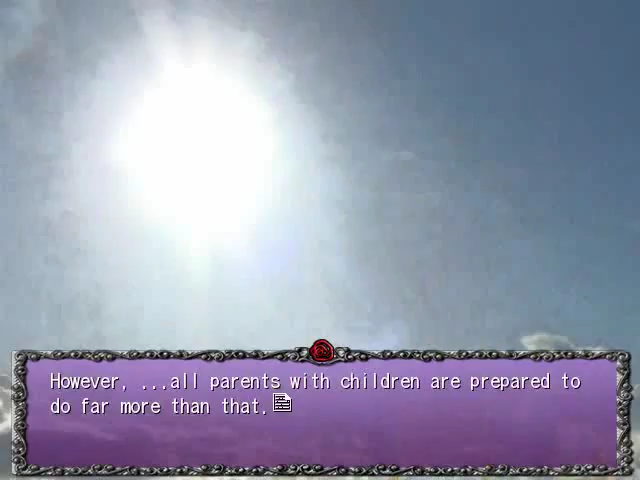 However, ...all parents with children are prepared to
do far more than that.